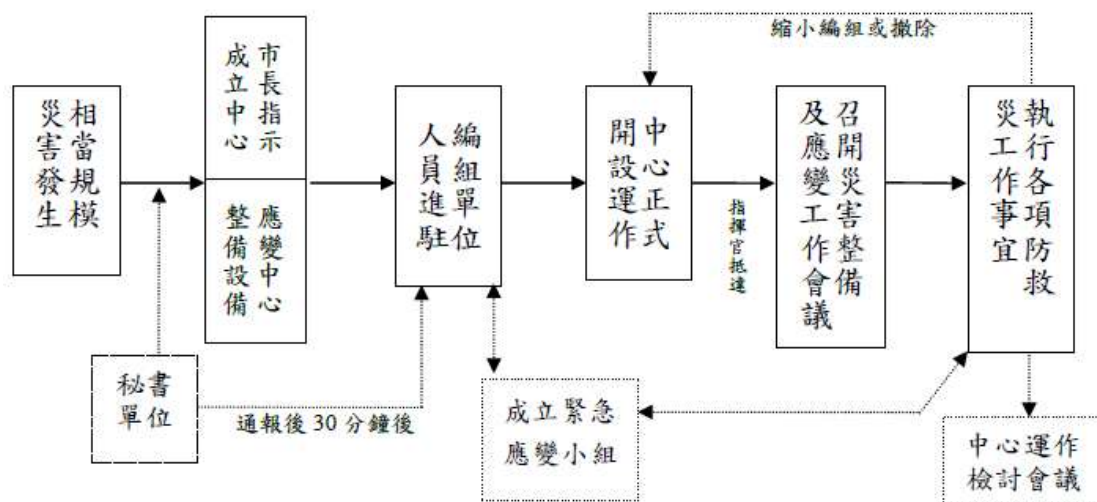 縮小編組或撤除
相當規模
災害發生
市長指示
成立中心
應變中心
整備設備
編組單位
人員進駐
中心正式
開設運作
指揮官抵達
召開災害整備
及應變工作會議
執行各項防救
災工作事宜
秘書
單位
通報後 30 分鐘後
成立緊急
應變小組
中心運作
檢討會議